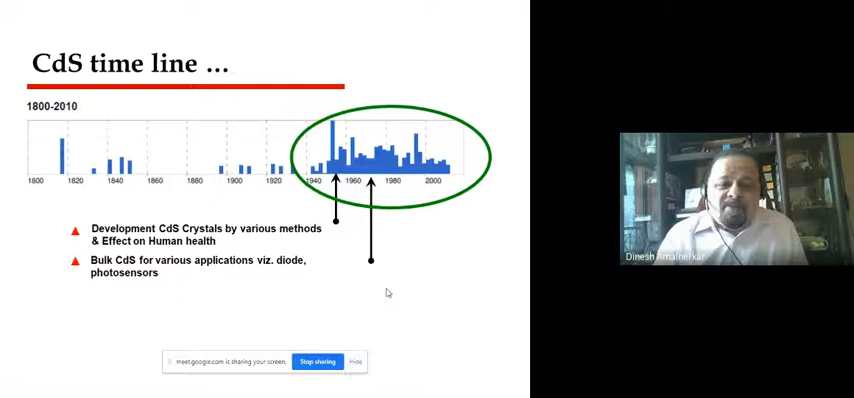 CdS time line …
1800-2010
1800 1820 1840 1860 1880 1900 1920 1940 1960 1980 2000
Development CdS Crystals by various methods
& Effect on Human health
Bulk CdS for various applications viz. diode,
photosensors
meet.google.com is sharing your screen. Stop sharing Hide
Dinesh Amalnerkar